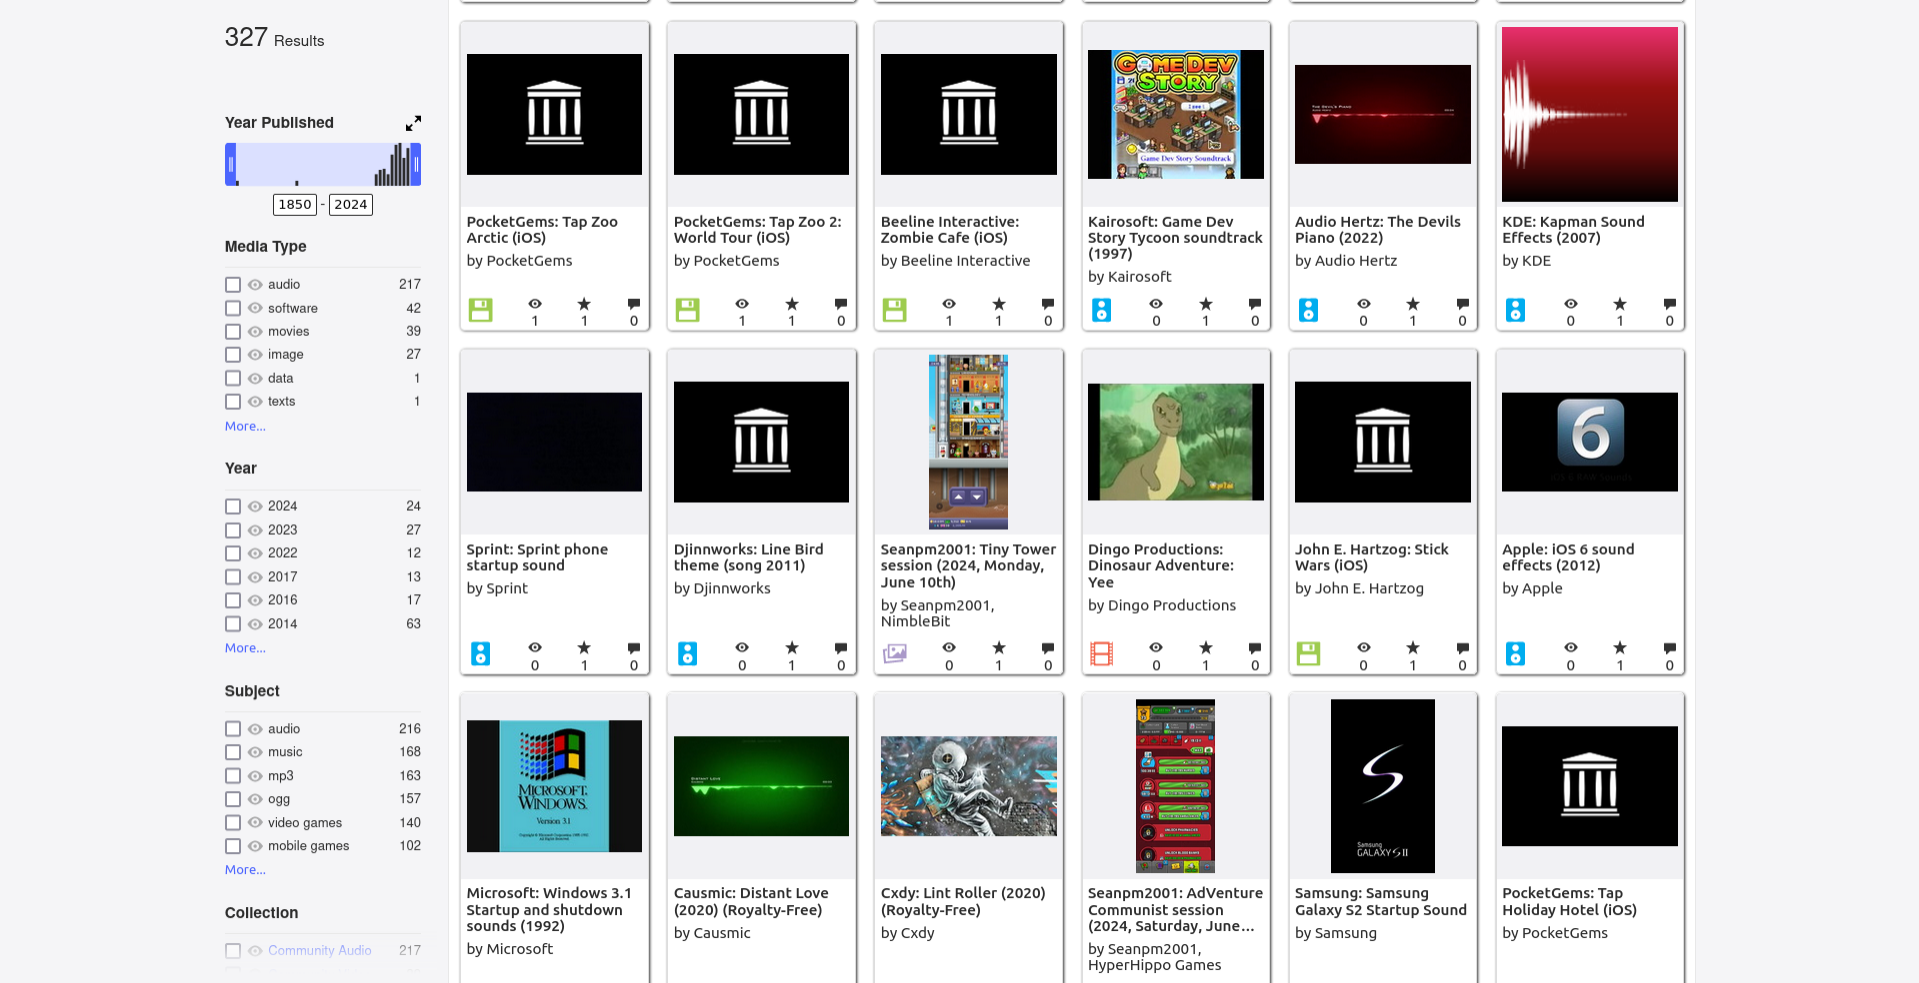 327 Results
Year Published
1850 - 2024
Media Type
audio 217
software 42
movies 39
image 27
data 1
texts 1
More...
Year
2024 24
2023 27
2022 12
2017 13
2016 17
2014 63
More...
Subject
audio 216
music 168
mp3 163
ogg 157
video games 140
mobile games 102
More...
Collection
Community Audio 217
PocketGems: Tap Zoo
Arctic (iOS)
by PocketGems
1 1 0
PocketGems: Tap Zoo 2:
World Tour (iOS)
by PocketGems
1 1 0
Beeline Interactive:
Zombie Cafe (iOS)
by Beeline Interactive
1 1 0
GAME DEV
STORY
Game Dev Story Soundtrack
Kairosoft: Game Dev
Story Tycoon soundtrack
(1997)
by Kairosoft
0 1 0
The Devil's Piano
Audio Hertz: The Devils
Piano (2022)
by Audio Hertz
0 1 0
KDE: Kapman Sound
Effects (2007)
by KDE
0 1 0
Sprint: Sprint phone
startup sound
by Sprint
0 1 0
Djinnworks: Line Bird
theme (song 2011)
by Djinnworks
0 1 0
Seanpm2001: Tiny Tower
session (2024, Monday,
June 10th)
by Seanpm2001,
NimbleBit
0 1 0
Dingo Productions:
Dinosaur Adventure:
Yee
by Dingo Productions
0 1 0
John E. Hartzog: Stick
Wars (iOS)
by John E. Hartzog
0 1 0
6
Apple: iOS 6 sound
effects (2012)
by Apple
0 1 0
MICROSOFT
WINDOWS
Version 3.1
Microsoft: Windows 3.1
Startup and shutdown
sounds (1992)
by Microsoft
Distant Love
Causmic: Distant Love
(2020) (Royalty-Free)
by Causmic
Cxdy: Lint Roller (2020)
(Royalty-Free)
by Cxdy
Seanpm2001: AdVenture
Communist session
(2024, Saturday, June...
by Seanpm2001,
HyperHippo Games
Samsung
GALAXY S II
Samsung: Samsung
Galaxy S2 Startup Sound
by Samsung
PocketGems: Tap
Holiday Hotel (iOS)
by PocketGems